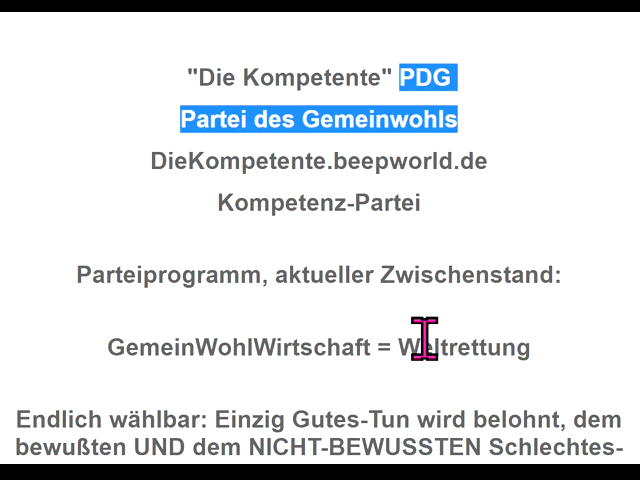 "Die Kompetente" PDG
Partei des Gemeinwohls
DieKompetente.beepworld.de
Kompetenz-Partei
Parteiprogramm, aktueller Zwischenstand:
GemeinWohlWirtschaft = Weltrettung
Endlich wählbar: Einzig Gutes-Tun wird belohnt, dem
bewußten UND dem NICHT-BEWUSSTEN Schlechtes-